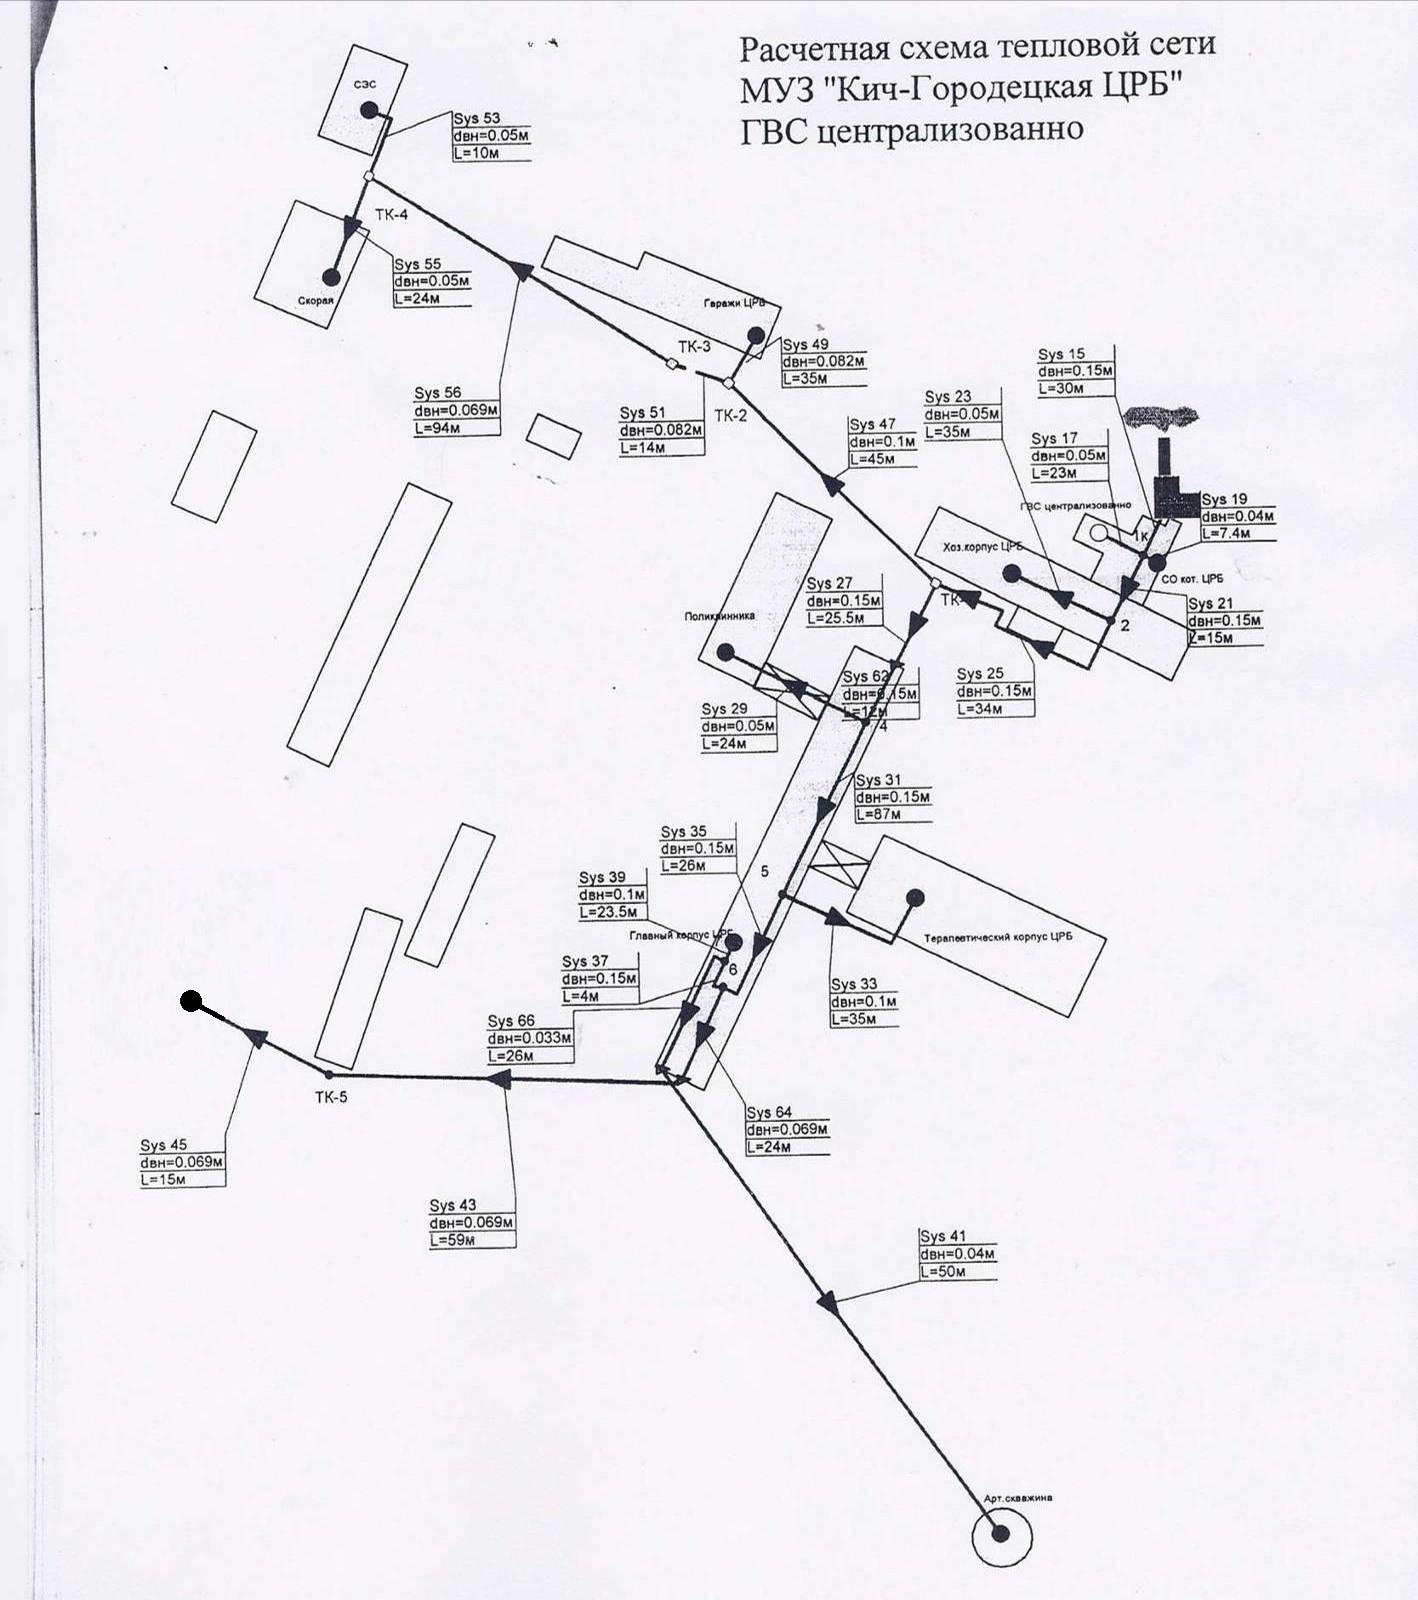 Расчетная схема тепловой сети
МУЗ "Кич-Городецкая ЦРБ"
ГВС централизованно
СЭС
Sys 53
dвн=0.05м
L=10м
ТК-4
Sys 55
dвн=0.05м
L=24м
Скорая
Гаражи ЦРБ
ТК-3
Sys 49
dвн=0.082м
L=35м
Sys 15
dвн=0.15м
L=30м
Sys 56
dвн=0.069м
L=94м
Sys 51
dвн=0.082м
L=14м
ТК-2
Sys 47
dвн=0.1м
L=45м
Sys 23
dвн=0.05м
L=35м
Sys 17
dвн=0.05м
L=23м
ГВС централизованно
Sys 19
dвн=0.04м
L=7.4м
1к
Хоз.корпус ЦРБ
СО кот. ЦРБ
Sys 27
dвн=0.15м
L=25.5м
ТК-
Sys 21
dвн=0.15м
L=15м
2
Поликлинника
Sys 62
dвн=0.15м
L=12м
4
Sys 25
dвн=0.15м
L=34м
Sys 29
dвн=0.05м
L=24м
Sys 31
dвн=0.15м
L=87м
Sys 35
dвн=0.15м
L=26м
5
Sys 39
dвн=0.1м
L=23.5м
Главный корпус ЦРБ
Терапевтический корпус ЦРБ
6
Sys 37
dвн=0.15м
L=4м
Sys 33
dвн=0.1м
L=35м
Sys 66
dвн=0.033м
L=26м
ТК-5
Sys 64
dвн=0.069м
L=24м
Sys 45
dвн=0.069м
L=15м
Sys 43
dвн=0.069м
L=59м
Sys 41
dвн=0.04м
L=50м
Арт.скважина